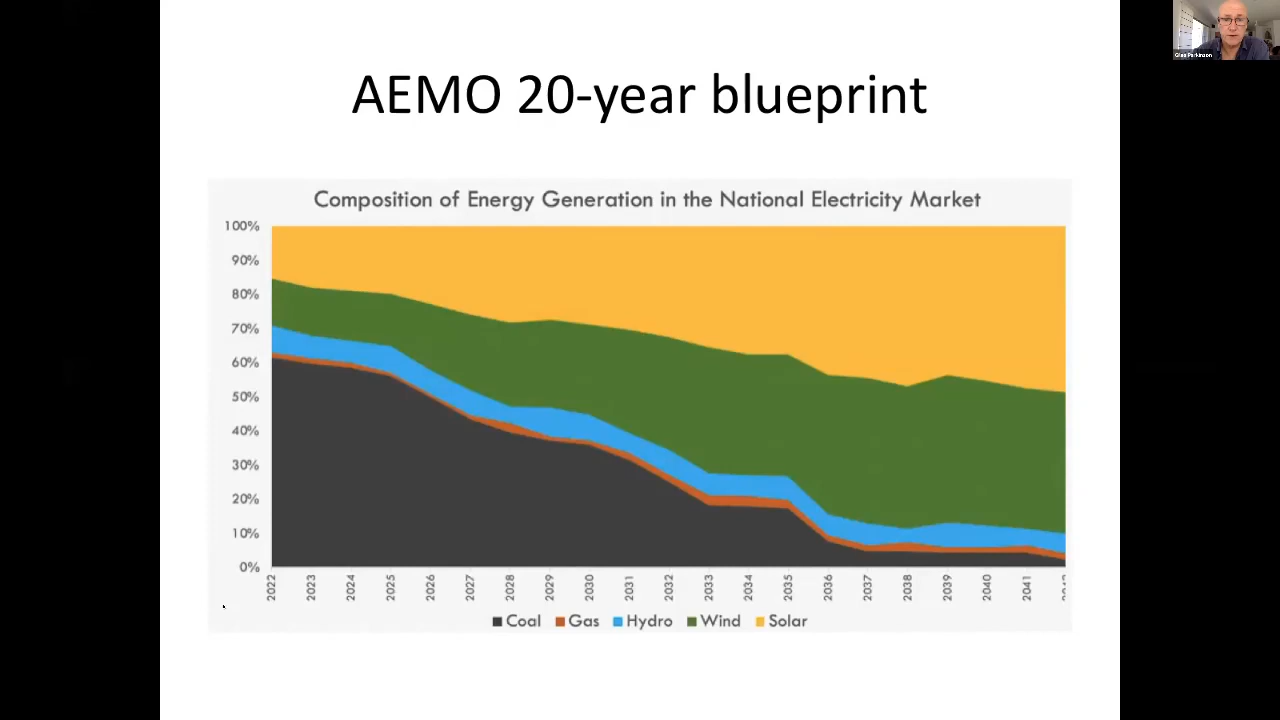 AEMO 20-year blueprint
Composition of Energy Generation in the National Electricity Market
100%
90%
80%
70%
60%
50%
40%
30%
20%
10%
0%
2022 2023 2024 2025 2026 2027 2028 2029 2030 2031 2032 2033 2034 2035 2036 2037 2038 2039 2040 2041
Coal Gas Hydro Wind Solar
Giles Parkinson